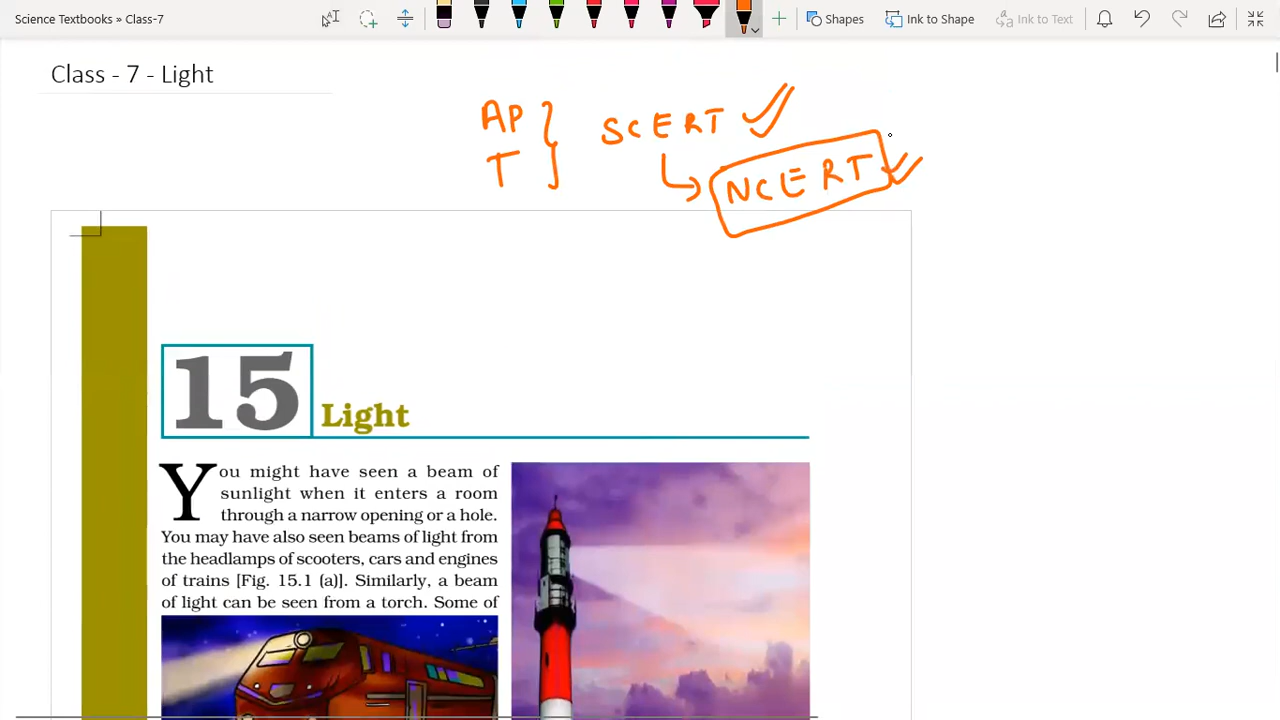 Science Textbooks » Class-7
Shapes
Ink to Shape
Ink to Text
Class - 7 - Light
AP
T
SCERT
NCERT
15
Light
You might have seen a beam of
sunlight when it enters a room
through a narrow opening or a hole.
You may have also seen beams of light from
the headlamps of scooters, cars and engines
of trains [Fig. 15.1 (a)]. Similarly, a beam
of light can be seen from a torch. Some of